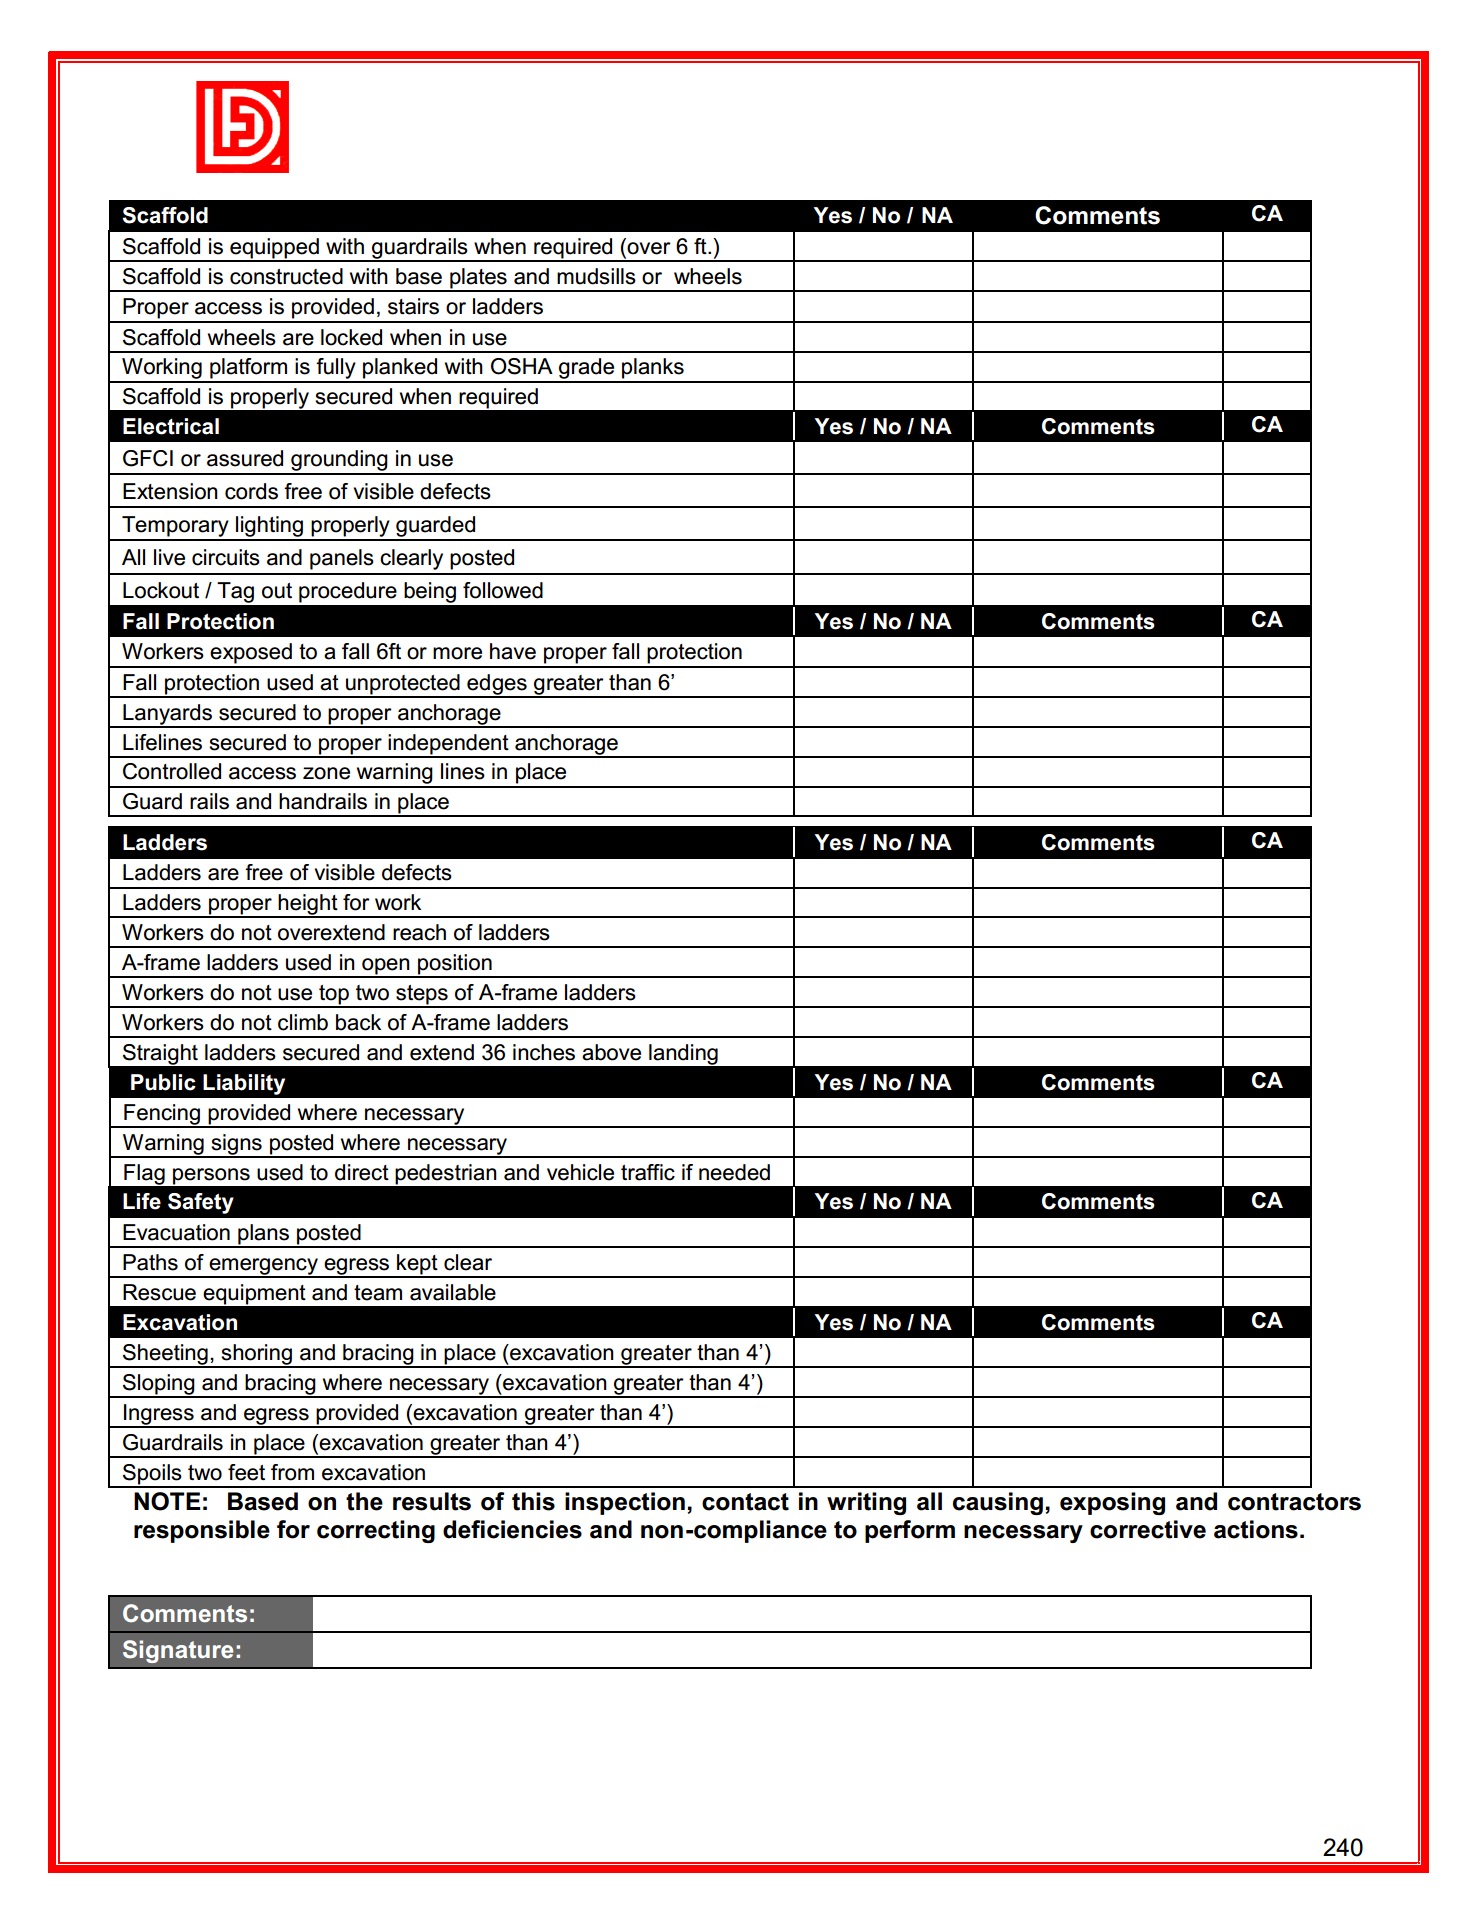 Scaffold Yes / No / NA Comments CA
Scaffold is equipped with guardrails when required (over 6 ft.)
Scaffold is constructed with base plates and mudsills or wheels
Proper access is provided, stairs or ladders
Scaffold wheels are locked when in use
Working platform is fully planked with OSHA grade planks
Scaffold is properly secured when required
Electrical Yes / No / NA Comments CA
GFCI or assured grounding in use
Extension cords free of visible defects
Temporary lighting properly guarded
All live circuits and panels clearly posted
Lockout / Tag out procedure being followed
Fall Protection Yes / No / NA Comments CA
Workers exposed to a fall 6ft or more have proper fall protection
Fall protection used at unprotected edges greater than 6’
Lanyards secured to proper anchorage
Lifelines secured to proper independent anchorage
Controlled access zone warning lines in place
Guard rails and handrails in place
Ladders Yes / No / NA Comments CA
Ladders are free of visible defects
Ladders proper height for work
Workers do not overextend reach of ladders
A-frame ladders used in open position
Workers do not use top two steps of A-frame ladders
Workers do not climb back of A-frame ladders
Straight ladders secured and extend 36 inches above landing
Public Liability Yes / No / NA Comments CA
Fencing provided where necessary
Warning signs posted where necessary
Flag persons used to direct pedestrian and vehicle traffic if needed
Life Safety Yes / No / NA Comments CA
Evacuation plans posted
Paths of emergency egress kept clear
Rescue equipment and team available
Excavation Yes / No / NA Comments CA
Sheeting, shoring and bracing in place (excavation greater than 4’)
Sloping and bracing where necessary (excavation greater than 4’)
Ingress and egress provided (excavation greater than 4’)
Guardrails in place (excavation greater than 4’)
Spoils two feet from excavation
NOTE: Based on the results of this inspection, contact in writing all causing, exposing and contractors
responsible for correcting deficiencies and non-compliance to perform necessary corrective actions.
Comments:
Signature:
240